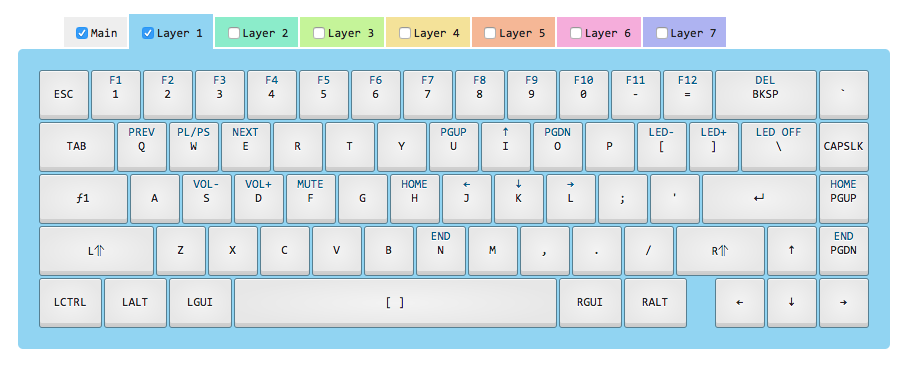 Main Layer 1 Layer 2 Layer 3 Layer 4 Layer 5 Layer 6 Layer 7
F1 F2 F3 F4 F5 F6 F7 F8 F9 F10 F11 F12 DEL
ESC 1 2 3 4 5 6 7 8 9 0 - = BKSP `
PREV PL/PS NEXT PGUP ↑ PGDN LED- LED+ LED OFF
TAB Q W E R T Y U I O P [ ] \ CAPSLK
VOL- VOL+ MUTE HOME ← ↓ → HOME
ƒ1 A S D F G H J K L ; ' ↵ PGUP
END END
L⇮ Z X C V B N M , . / R⇮ ↑ PGDN
LCTRL LALT LGUI [ ] RGUI RALT ← ↓ →